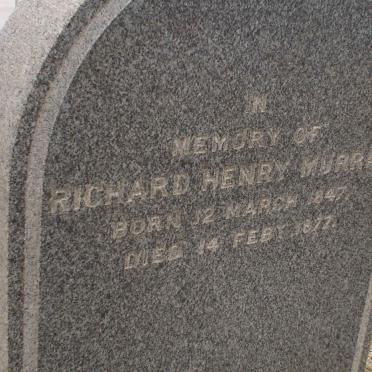 IN
MEMORY OF
RICHARD HENRY MURR
BORN 12 MARCH 1847.
DIED 14 FEBY 1877.